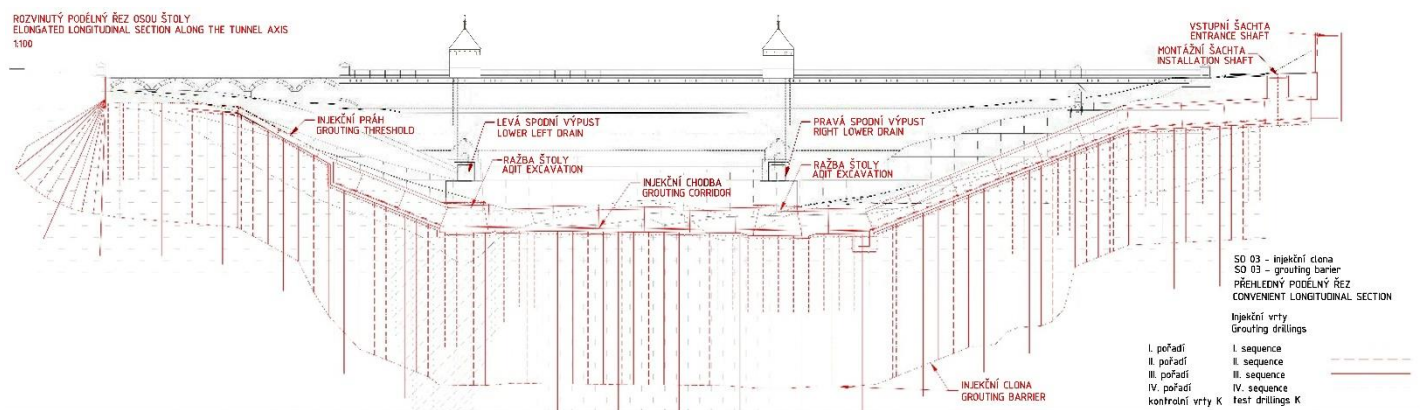 ROZVINUTÝ PODÉLNÝ ŘEZ OSOU ŠTOLY
ELONGATED LONGITUDINAL SECTION ALONG THE TUNNEL AXIS
1:100
VSTUPNÍ ŠACHTA
ENTRANCE SHAFT
MONTÁŽNÍ ŠACHTA
INSTALLATION SHAFT
INJEKČNÍ PRÁH
GROUTING THRESHOLD
LEVÁ SPODNÍ VÝPUST
LOWER LEFT DRAIN
PRAVÁ SPODNÍ VÝPUST
RIGHT LOWER DRAIN
RAŽBA ŠTOLY
ADIT EXCAVATION
RAŽBA ŠTOLY
ADIT EXCAVATION
INJEKČNÍ CHODBA
GROUTING CORRIDOR
SO 03 - injekční clona
SO 03 - grouting barier
PŘEHLEDNÝ PODÉLNÝ ŘEZ
CONVENIENT LONGITUDINAL SECTION
Injekční vrty
Grouting drillings
I. pořadí I. sequence
II. pořadí II. sequence
III. pořadí III. sequence
IV. pořadí IV. sequence
kontrolní vrty K test drillings K
INJEKČNÍ CLONA
GROUTING BARRIER